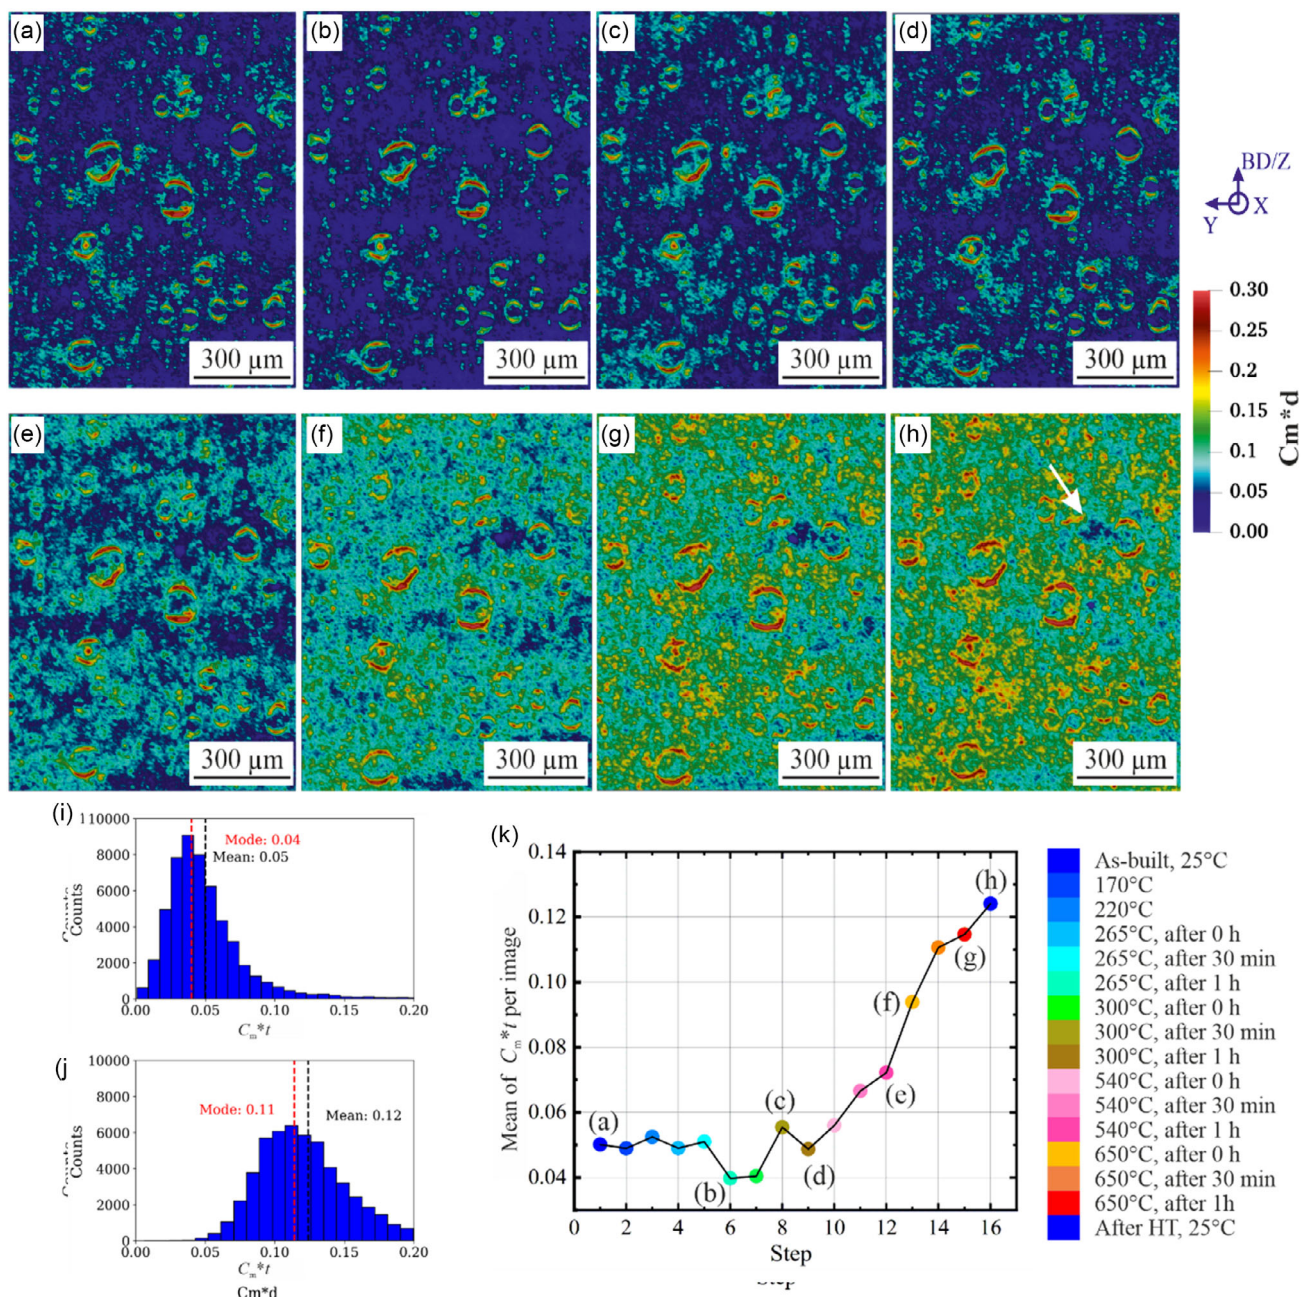 (a)
(b)
(c)
(d)
300 µm
300 µm
300 µm
300 µm
BD/Z
Y
X
0.30
0.25
0.2
0.15
0.10
0.05
0.00
Cm*d
(e)
(f)
(g)
(h)
300 µm
300 µm
300 µm
300 µm
(i)
110000
10000
8000
6000
4000
2000
0
Counts
Mode: 0.04
Mean: 0.05
0.00 0.05 0.10 0.15 0.20
Cm*t
(j)
10000
8000
6000
4000
2000
0
Counts
Mode: 0.11
Mean: 0.12
0.00 0.05 0.10 0.15 0.20
Cm*t
Cm*d
(k)
Mean of Cm*t per image
0.14
0.12
0.10
0.08
0.06
0.04
(a)
(b)
(c)
(d)
(e)
(f)
(g)
(h)
0 2 4 6 8 10 12 14 16
Step
As-built, 25°C
170°C
220°C
265°C, after 0 h
265°C, after 30 min
265°C, after 1 h
300°C, after 0 h
300°C, after 30 min
300°C, after 1 h
540°C, after 0 h
540°C, after 30 min
540°C, after 1 h
650°C, after 0 h
650°C, after 30 min
650°C, after 1h
After HT, 25°C